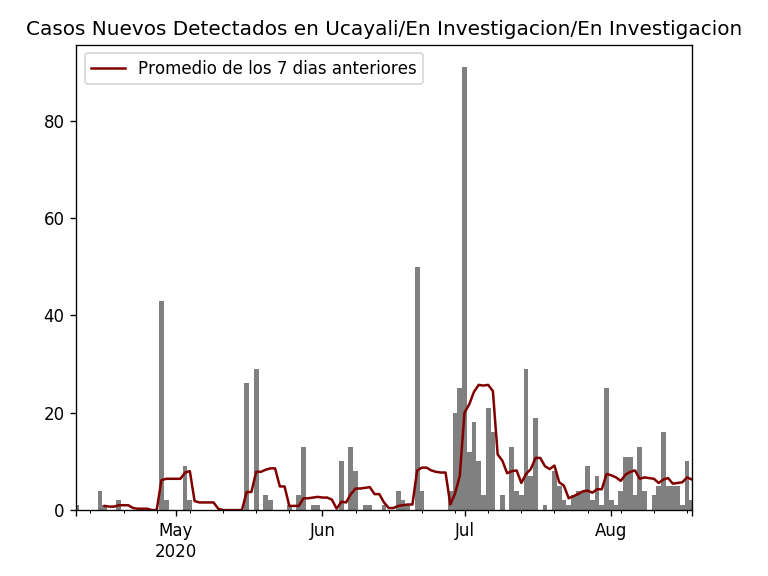 Casos Nuevos Detectados en Ucayali/En Investigacion/En Investigacion
Promedio de los 7 dias anteriores
80
60
40
20
0
May Jun Jul Aug
2020